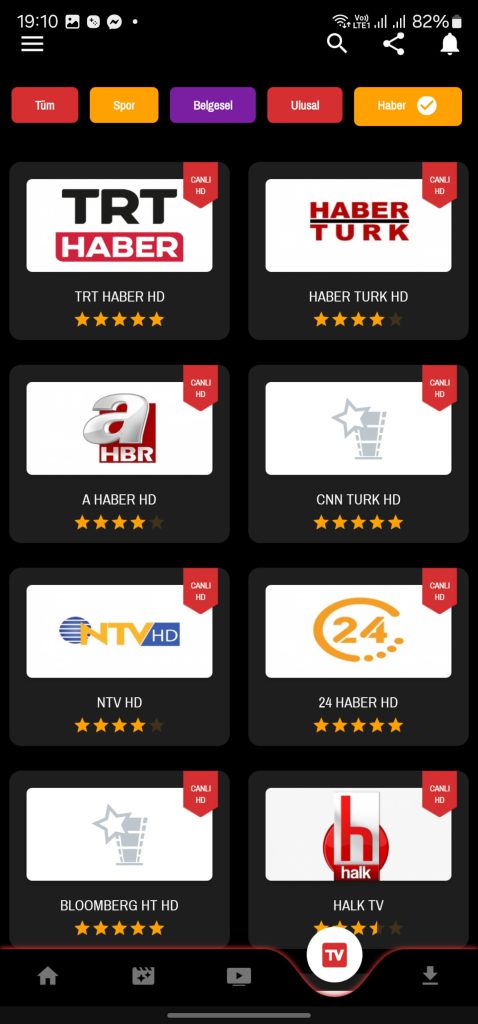 19:10
Vo))
LTE1
82%
Tüm
Spor
Belgesel
Ulusal
Haber
CANLI
HD
TRT
HABER
TRT HABER HD
CANLI
HD
HABER
TURK
HABER TURK HD
CANLI
HD
a
HBR
A HABER HD
CANLI
HD
CNN TURK HD
CANLI
HD
NTV HD
NTV HD
CANLI
HD
24
24 HABER HD
CANLI
HD
BLOOMBERG HT HD
CANLI
HD
h
halk
HALK TV
TV